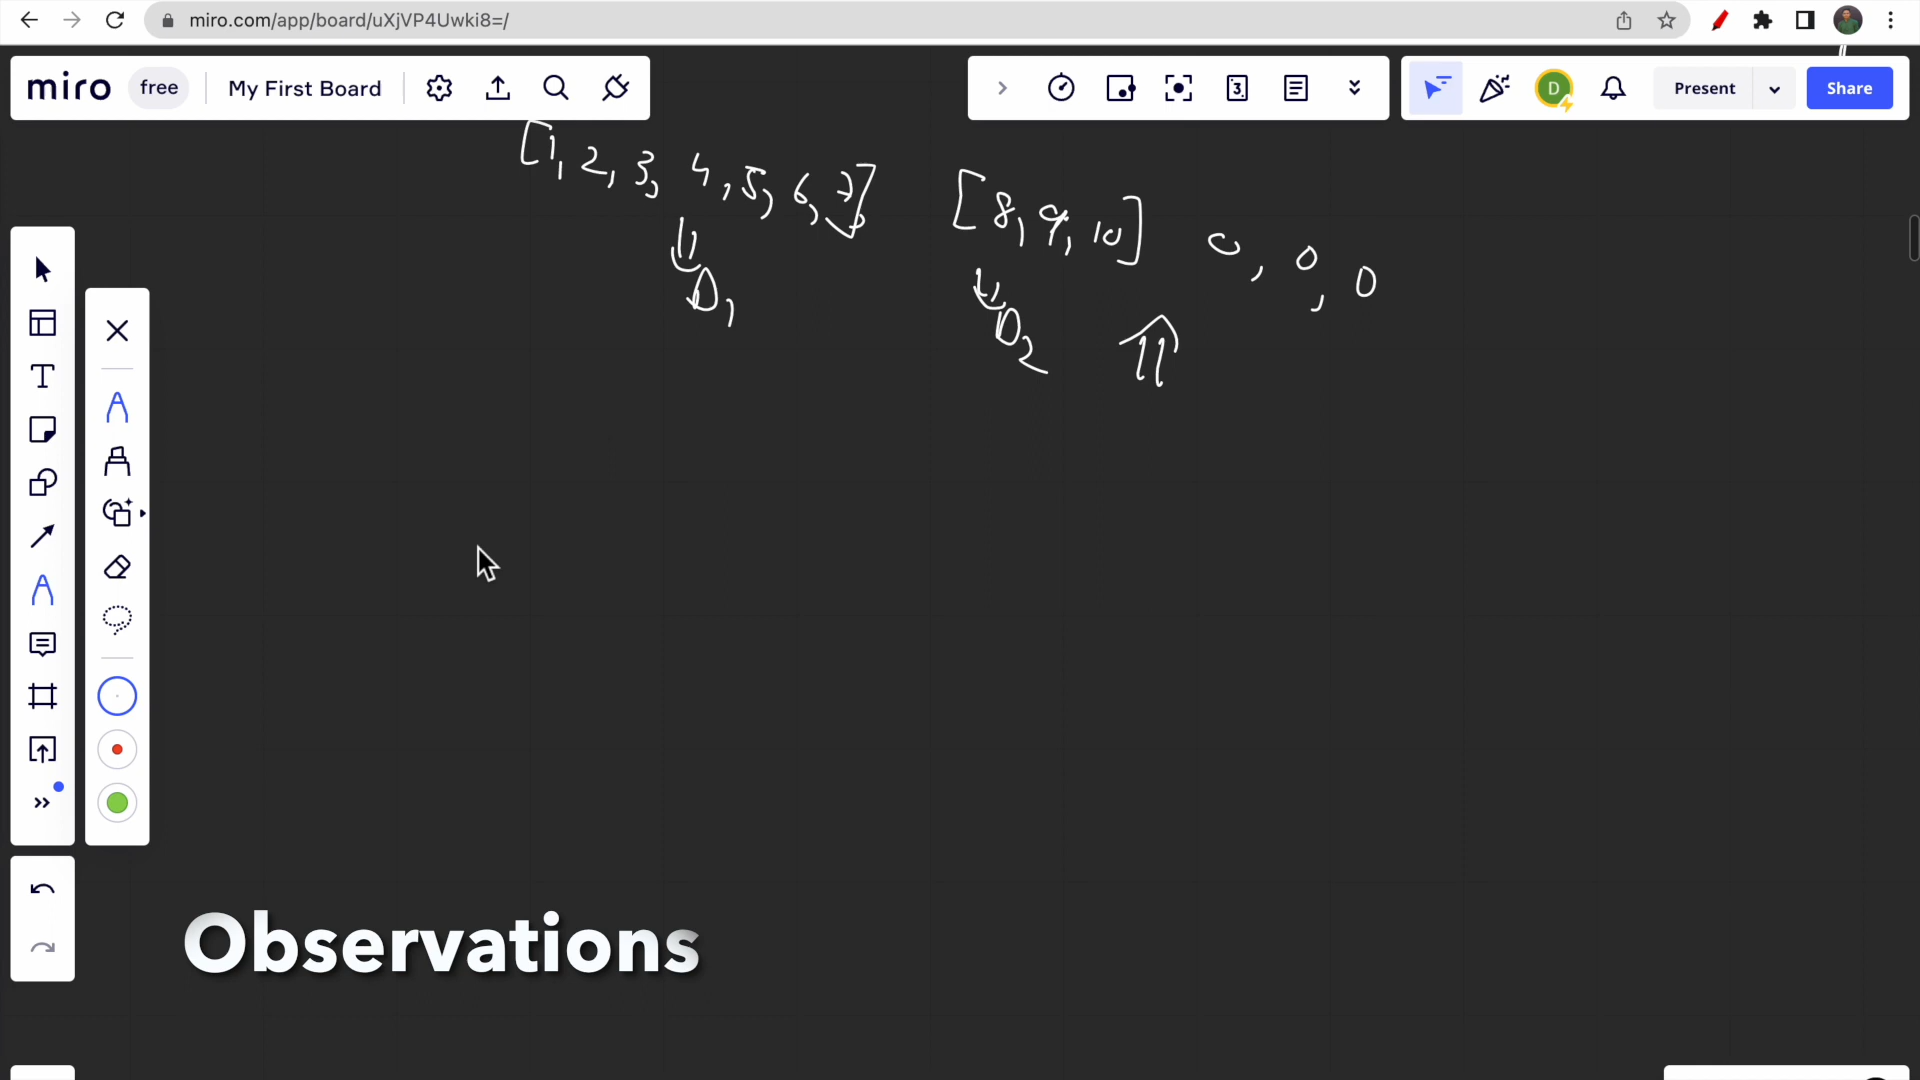 miro.com/app/board/uXjVP4Uwki8=/
miro free My First Board 3 D Present Share
[1, 2, 3, 4, 5, 6, 7] [8, 9, 10] 0, 0, 0
D1 D2
Observations